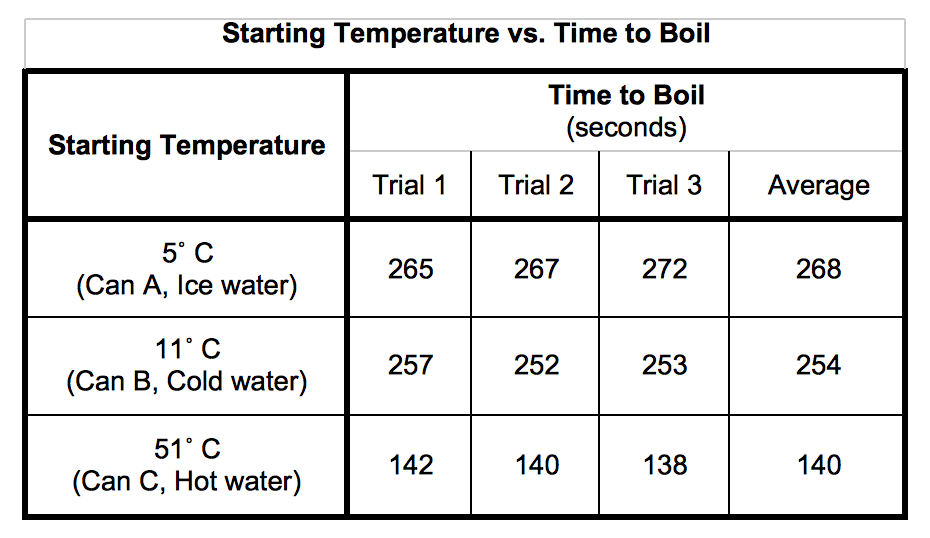 Starting Temperature vs. Time to Boil
Starting Temperature
Time to Boil
(seconds)
Trial 1
Trial 2
Trial 3
Average
5˚ C
(Can A, Ice water)
265
267
272
268
11˚ C
(Can B, Cold water)
257
252
253
254
51˚ C
(Can C, Hot water)
142
140
138
140